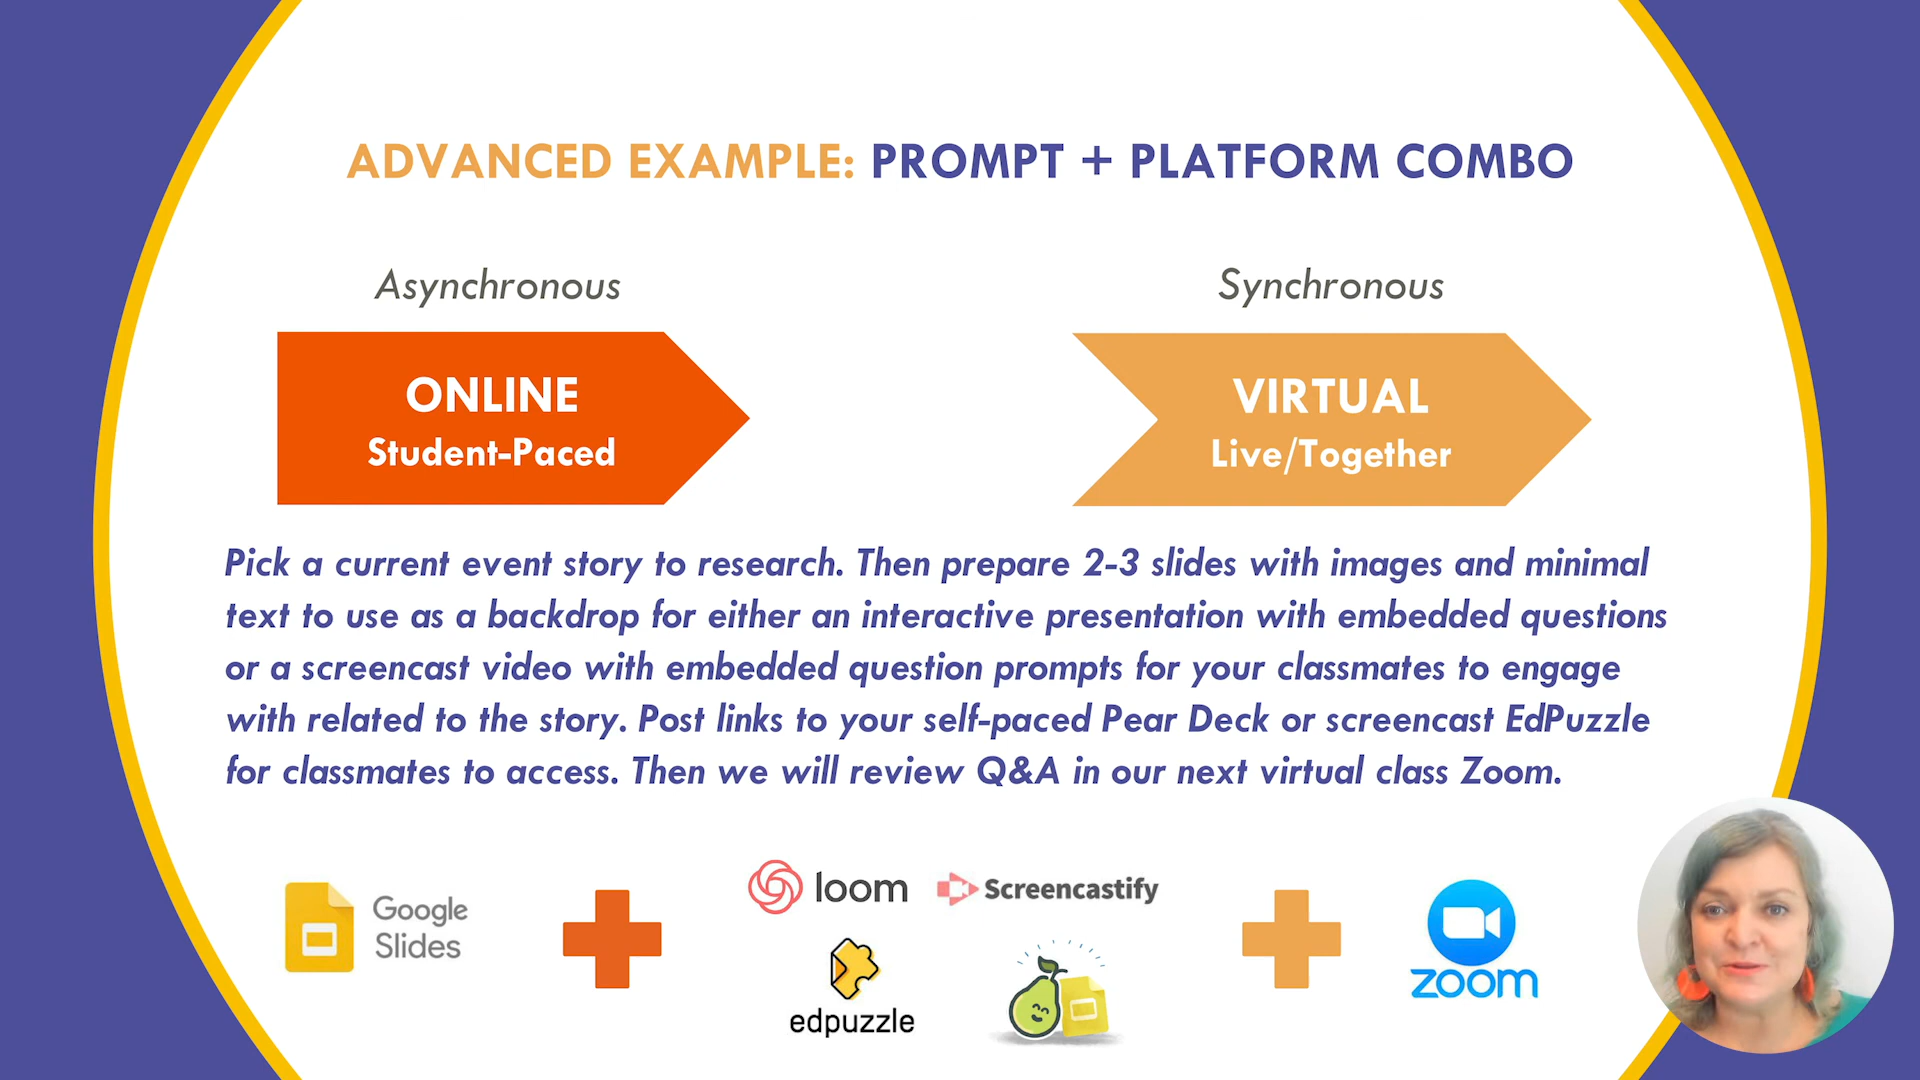 ADVANCED EXAMPLE: PROMPT + PLATFORM COMBO
Asynchronous
Synchronous
ONLINE
Student-Paced
VIRTUAL
Live/Together
Pick a current event story to research. Then prepare 2-3 slides with images and minimal
text to use as a backdrop for either an interactive presentation with embedded questions
or a screencast video with embedded question prompts for your classmates to engage
with related to the story. Post links to your self-paced Pear Deck or screencast EdPuzzle
for classmates to access. Then we will review Q&A in our next virtual class Zoom.
Google
Slides
loom
Screencastify
edpuzzle
zoom